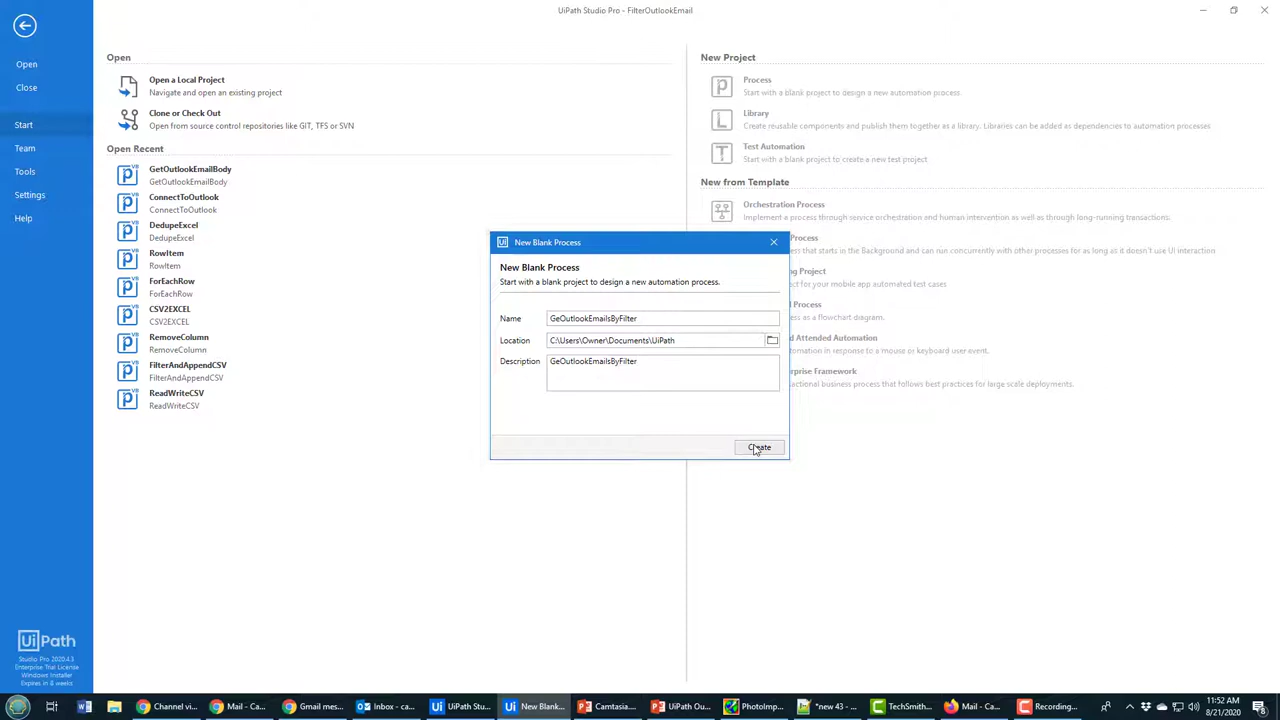 UiPath Studio Pro - FilterOutlookEmail
Open
Close
Start
Team
Tools
Settings
Help
Open
Open a Local Project
Navigate and open an existing project
Clone or Check Out
Open from source control repositories like GIT, TFS or SVN
Open Recent
GetOutlookEmailBody
GetOutlookEmailBody
ConnectToOutlook
ConnectToOutlook
DedupeExcel
DedupeExcel
RowItem
RowItem
ForEachRow
ForEachRow
CSV2EXCEL
CSV2EXCEL
RemoveColumn
RemoveColumn
FilterAndAppendCSV
FilterAndAppendCSV
ReadWriteCSV
ReadWriteCSV
New Project
Process
Start with a blank project to design a new automation process.
Library
Create reusable components and publish them together as a library. Libraries can be added as dependencies to automation processes
Test Automation
Start with a blank project to create a new test project
New from Template
Orchestration Process
Implement a process through service orchestration and human intervention as well as through long-running transactions.
Process
that starts in the Background and can run concurrently with other processes for as long as it doesn't use UI interaction
Project
ect for your mobile app automated test cases
Process
ss as a flowchart diagram.
d Attended Automation
tomation in response to a mouse or keyboard user event.
rprise Framework
actional business process that follows best practices for large scale deployments.
Ui New Blank Process
New Blank Process
Start with a blank project to design a new automation process.
Name GeOutlookEmailsByFilter
Location C:\Users\Owner\Documents\UiPath
Description GeOutlookEmailsByFilter
Create
UiPath
Studio Pro 2020.4.3
Enterprise Trial License
Windows Installer
Expires in 8 weeks
Channel vi...
Mail - Ca...
Gmail mes...
Inbox - ca...
UiPath Stu...
New Blank...
Camtasia...
UiPath Ou...
PhotoImp...
*new 43 - ...
TechSmith...
Mail - Ca...
Recording...
11:52 AM
8/21/2020